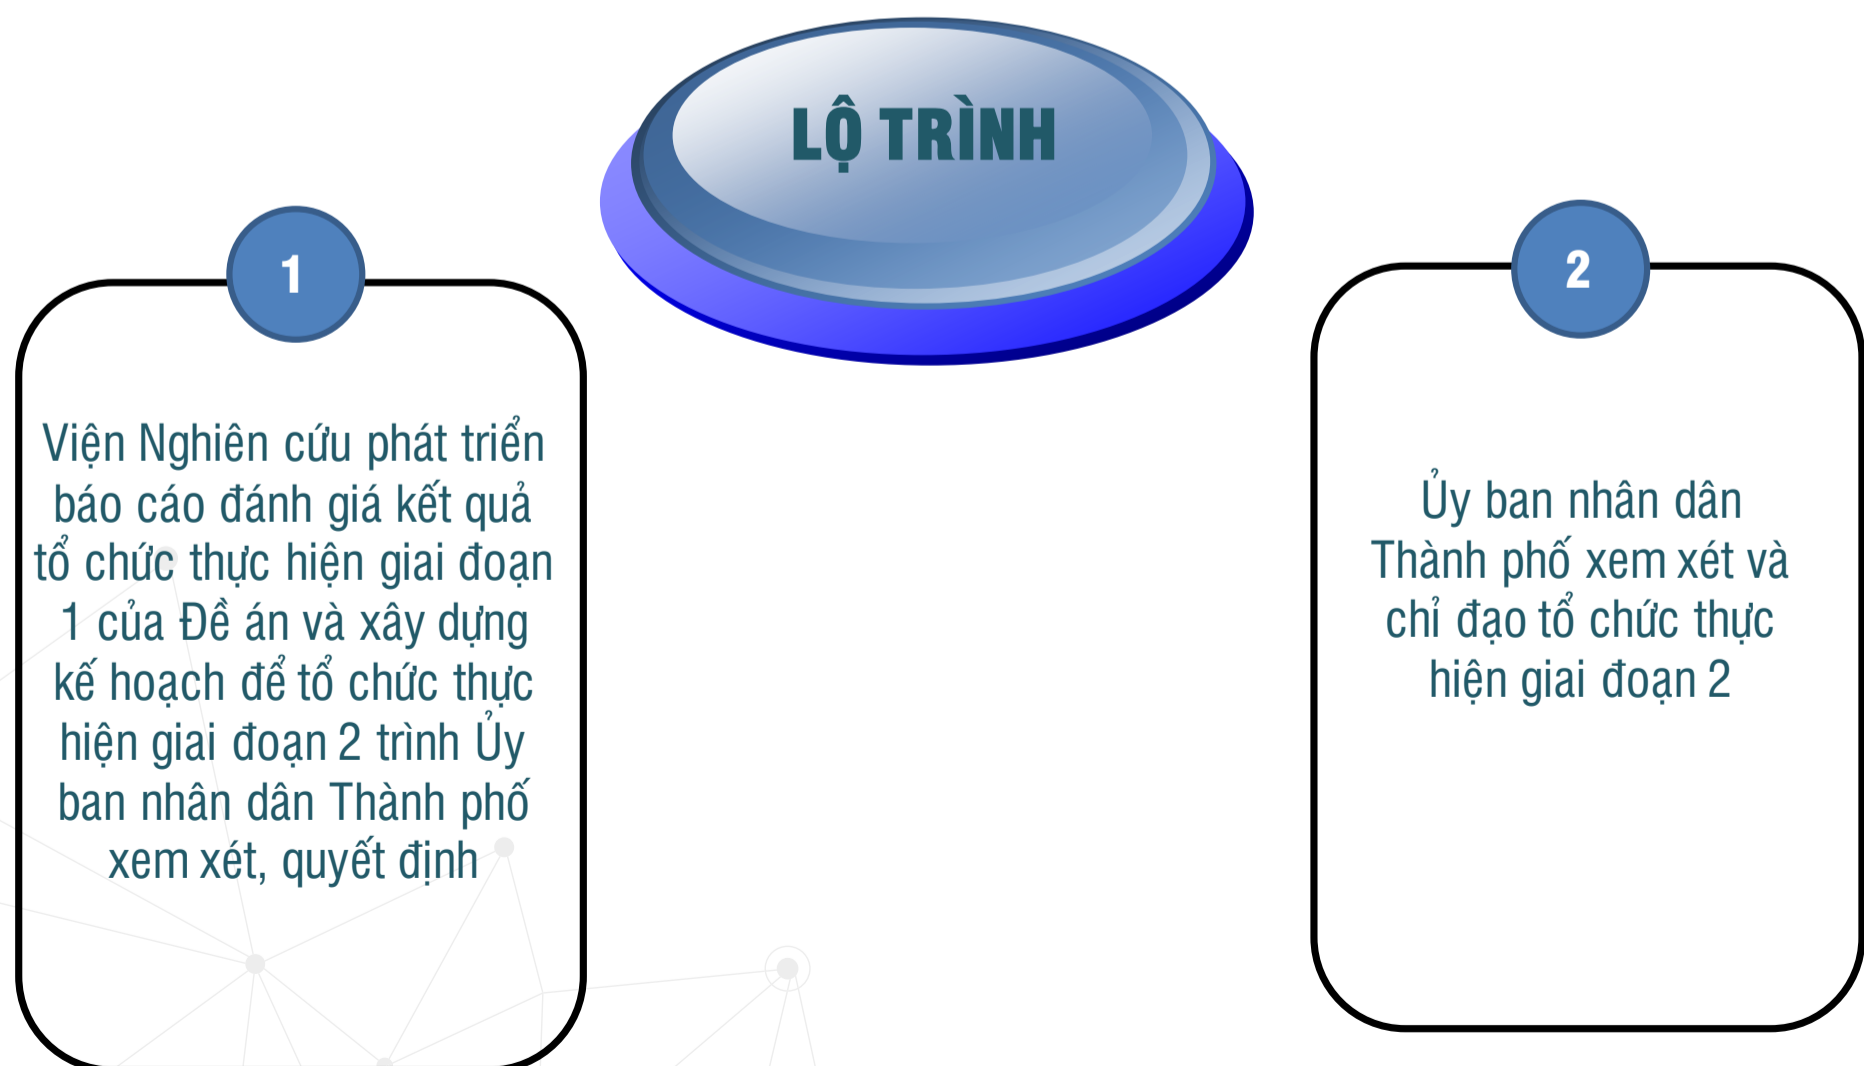 LỘ TRÌNH
1
Viện Nghiên cứu phát triển
báo cáo đánh giá kết quả
tổ chức thực hiện giai đoạn
1 của Đề án và xây dựng
kế hoạch để tổ chức thực
hiện giai đoạn 2 trình Ủy
ban nhân dân Thành phố
xem xét, quyết định
2
Ủy ban nhân dân
Thành phố xem xét và
chỉ đạo tổ chức thực
hiện giai đoạn 2